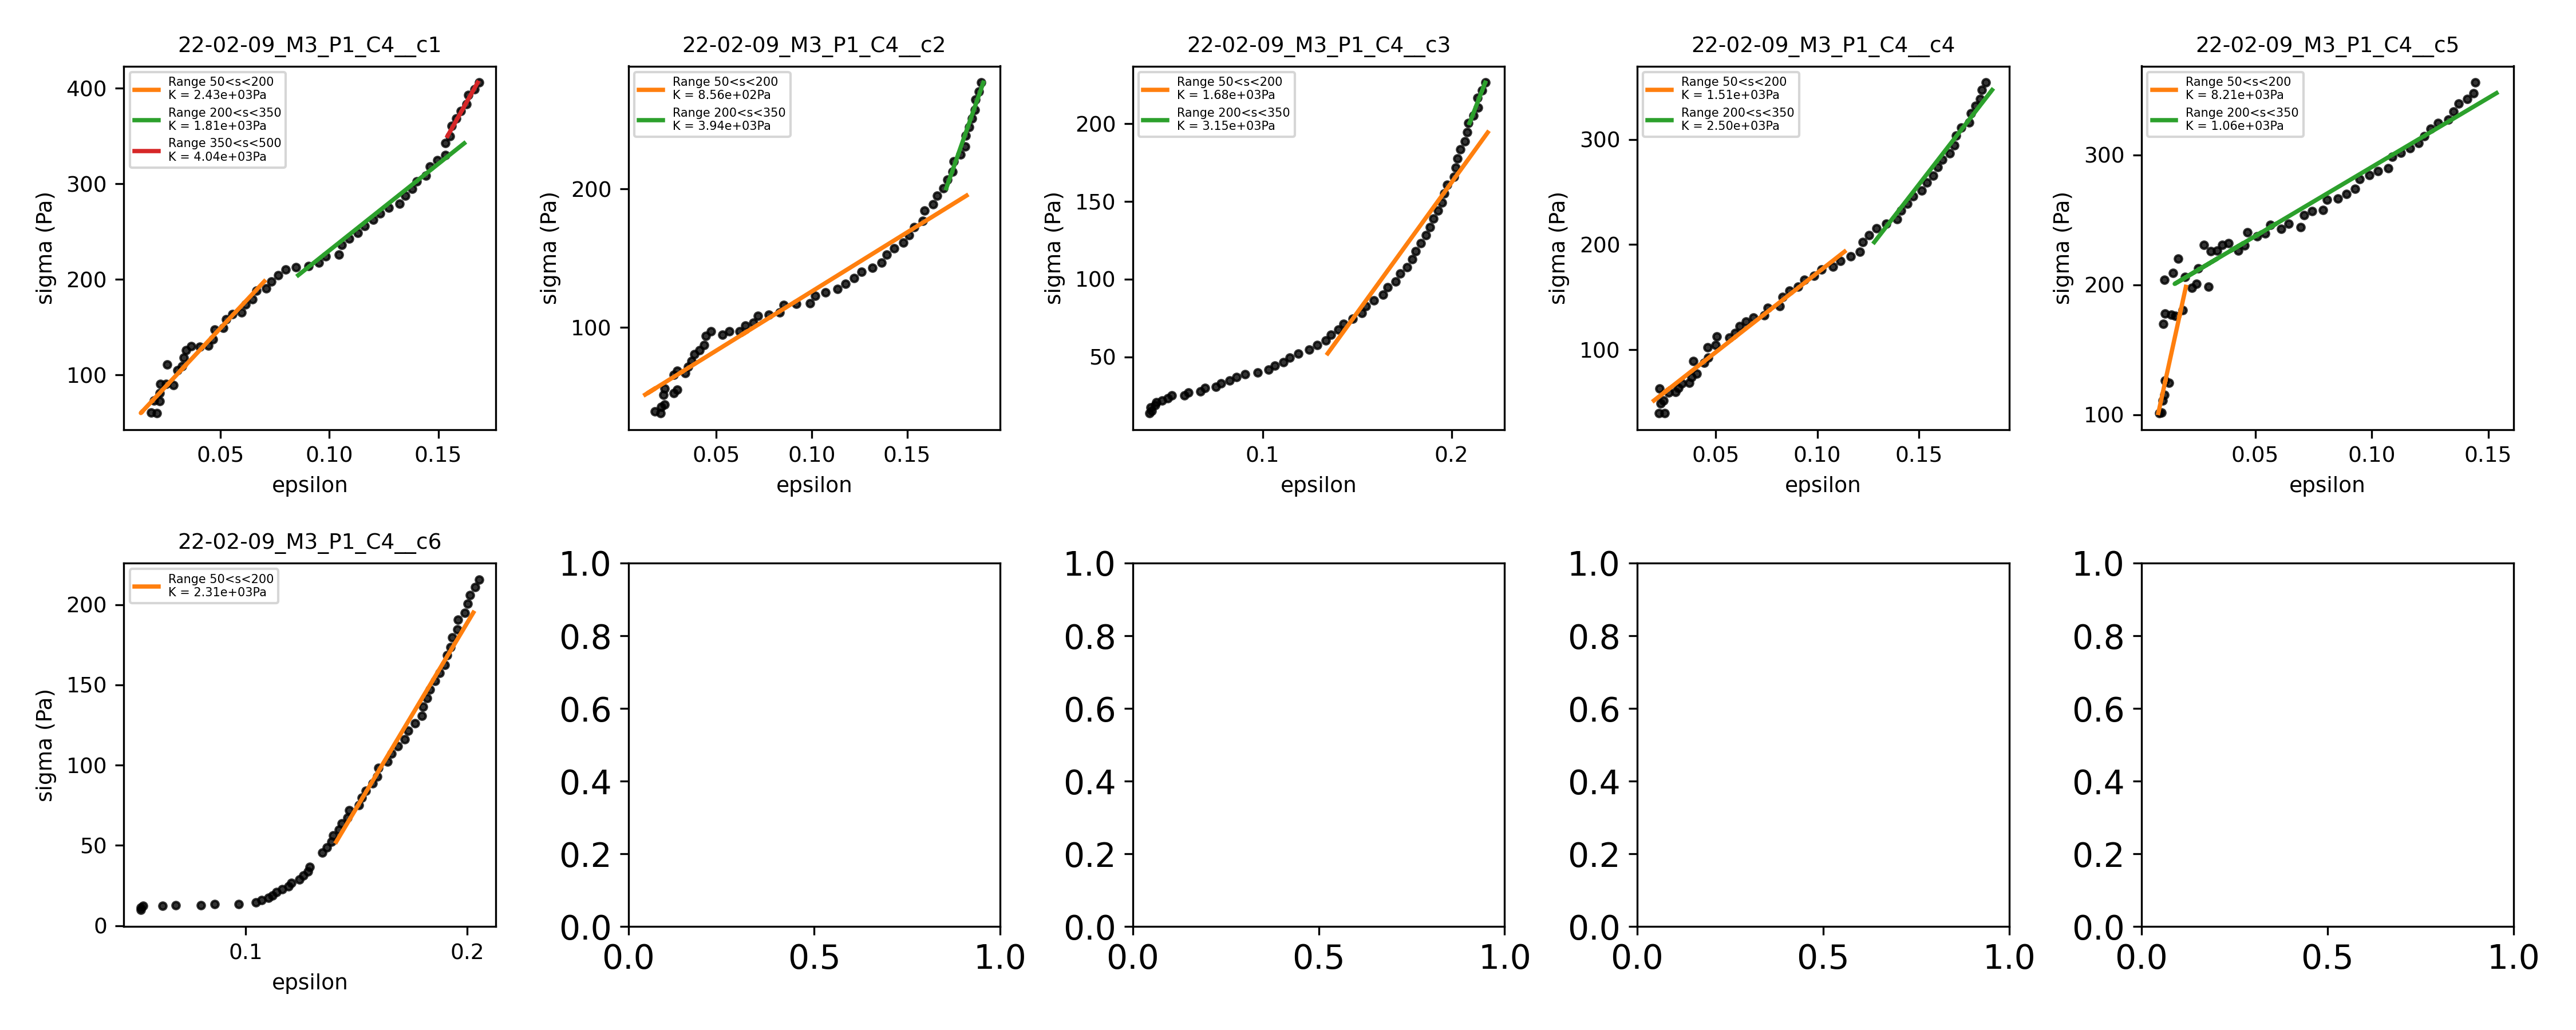 22-02-09_M3_P1_C4__c1
Range 50<s<200
K = 2.43e+03Pa
Range 200<s<350
K = 1.81e+03Pa
Range 350<s<500
K = 4.04e+03Pa
400
300
200
100
sigma (Pa)
0.05 0.10 0.15
epsilon
22-02-09_M3_P1_C4__c2
Range 50<s<200
K = 8.56e+02Pa
Range 200<s<350
K = 3.94e+03Pa
200
100
sigma (Pa)
0.05 0.10 0.15
epsilon
22-02-09_M3_P1_C4__c3
Range 50<s<200
K = 1.68e+03Pa
Range 200<s<350
K = 3.15e+03Pa
200
150
100
50
sigma (Pa)
0.1 0.2
epsilon
22-02-09_M3_P1_C4__c4
Range 50<s<200
K = 1.51e+03Pa
Range 200<s<350
K = 2.50e+03Pa
300
200
100
sigma (Pa)
0.05 0.10 0.15
epsilon
22-02-09_M3_P1_C4__c5
Range 50<s<200
K = 8.21e+03Pa
Range 200<s<350
K = 1.06e+03Pa
300
200
100
sigma (Pa)
0.05 0.10 0.15
epsilon
22-02-09_M3_P1_C4__c6
Range 50<s<200
K = 2.31e+03Pa
200
150
100
50
0
sigma (Pa)
0.1 0.2
epsilon
1.0
0.8
0.6
0.4
0.2
0.0
0.0 0.5 1.0
1.0
0.8
0.6
0.4
0.2
0.0
0.0 0.5 1.0
1.0
0.8
0.6
0.4
0.2
0.0
0.0 0.5 1.0
1.0
0.8
0.6
0.4
0.2
0.0
0.0 0.5 1.0